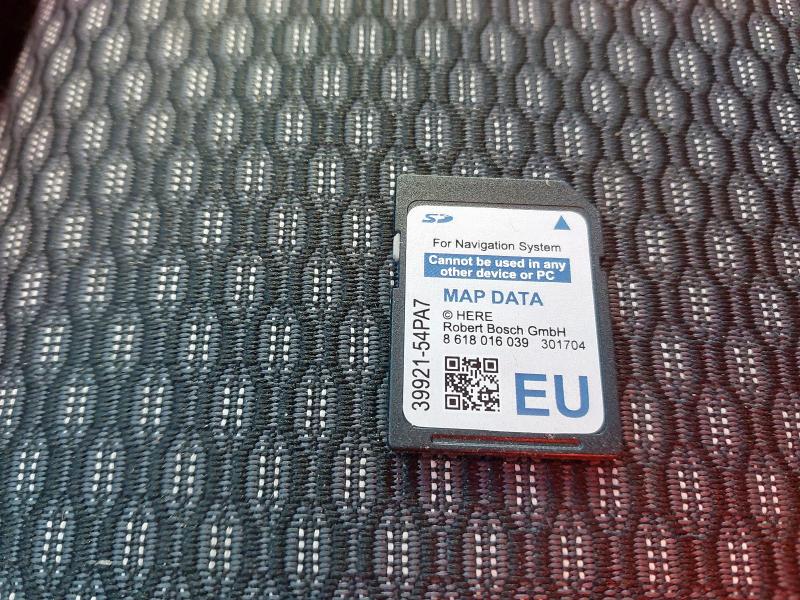 SD
For Navigation System
Cannot be used in any
other device or PC
MAP DATA
© HERE
Robert Bosch GmbH
8 618 016 039 301704
39921-54PA7
EU